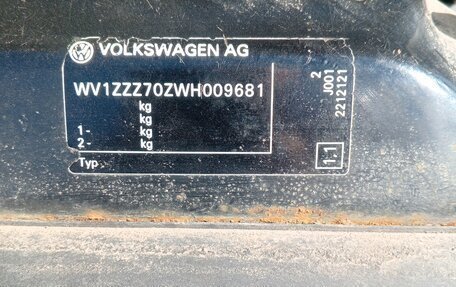 VOLKSWAGEN AG
WV1ZZZ70ZWH009681
kg
kg
1- kg
2- kg
Typ
2
J001
2212121
1.1